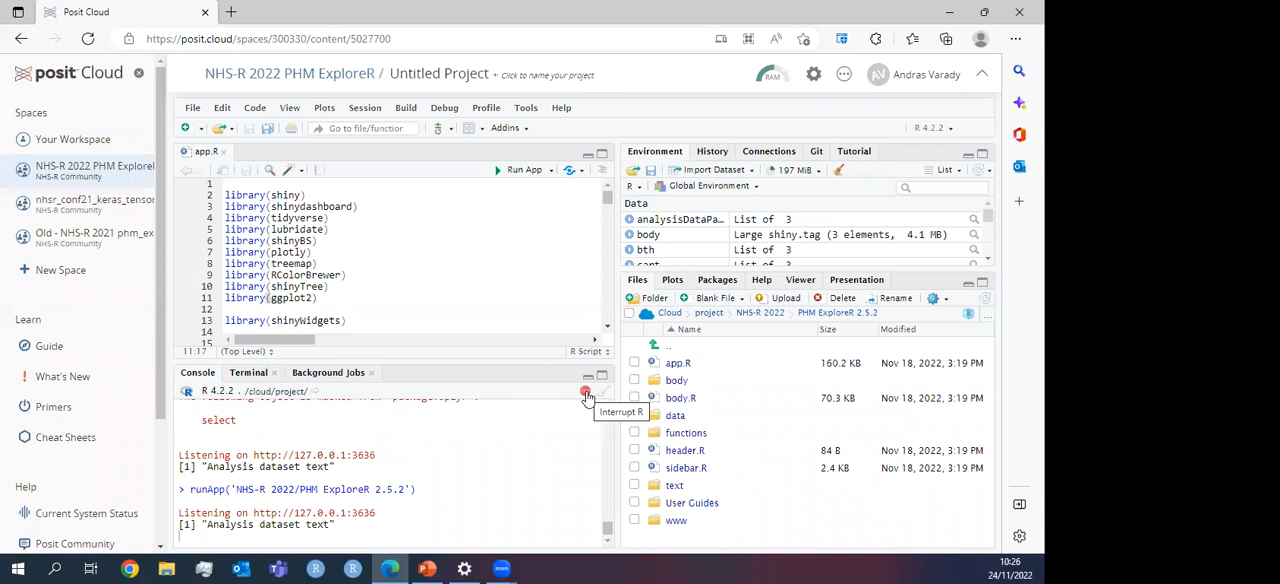 Posit Cloud
https://posit.cloud/spaces/300330/content/5027700
posit Cloud
NHS-R 2022 PHM ExploreR / Untitled Project
Click to name your project
RAM
AV
Andras Varady
Spaces
Your Workspace
NHS-R 2022 PHM ExploreR
NHS-R Community
nhsr_conf21_keras_tensor
NHS-R Community
Old - NHS-R 2021 phm_ex
NHS-R Community
New Space
Learn
Guide
What's New
Primers
Cheat Sheets
Help
Current System Status
Posit Community
File Edit Code View Plots Session Build Debug Profile Tools Help
Go to file/function
Addins
R 4.2.2
app.R
Run App
1
2 library(shiny)
3 library(shinydashboard)
4 library(tidyverse)
5 library(lubridate)
6 library(shinyBS)
7 library(plotly)
8 library(treemap)
9 library(RColorBrewer)
10 library(shinyTree)
11 library(ggplot2)
12
13 library(shinyWidgets)
14
15
11:17 (Top Level) R Script
Console Terminal Background Jobs
R 4.2.2 . /cloud/project/
select
Interrupt R
Listening on http://127.0.0.1:3636
[1] "Analysis dataset text"
> runApp('NHS-R 2022/PHM ExploreR 2.5.2')
Listening on http://127.0.0.1:3636
[1] "Analysis dataset text"
Environment History Connections Git Tutorial
Import Dataset 197 MiB List
R Global Environment
Data
analysisDataPa… List of 3
body Large shiny.tag (3 elements, 4.1 MB)
bth List of 3
Files Plots Packages Help Viewer Presentation
Folder Blank File Upload Delete Rename
Cloud project NHS-R 2022 PHM ExploreR 2.5.2
Name Size Modified
..
app.R 160.2 KB Nov 18, 2022, 3:19 PM
body
body.R 70.3 KB Nov 18, 2022, 3:19 PM
data
functions
header.R 84 B Nov 18, 2022, 3:19 PM
sidebar.R 2.4 KB Nov 18, 2022, 3:19 PM
text
User Guides
www
10:26
24/11/2022